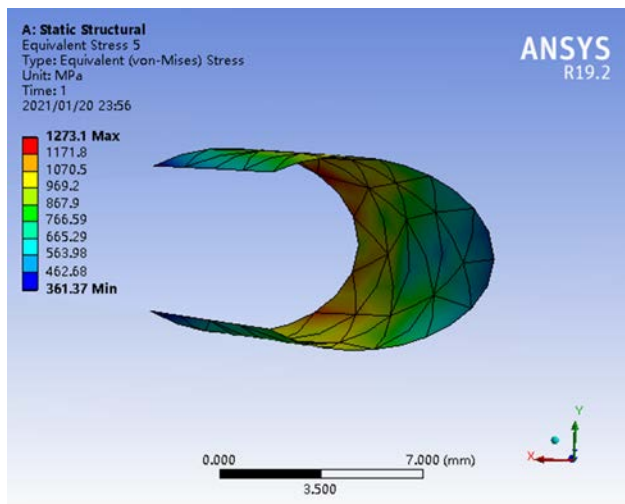 A: Static Structural
Equivalent Stress 5
Type: Equivalent (von-Mises) Stress
Unit: MPa
Time: 1
2021/01/20 23:56
ANSYS
R19.2
1273.1 Max
1171.8
1070.5
969.2
867.9
766.59
665.29
563.98
462.68
361.37 Min
Y
X
0.000 7.000 (mm)
3.500